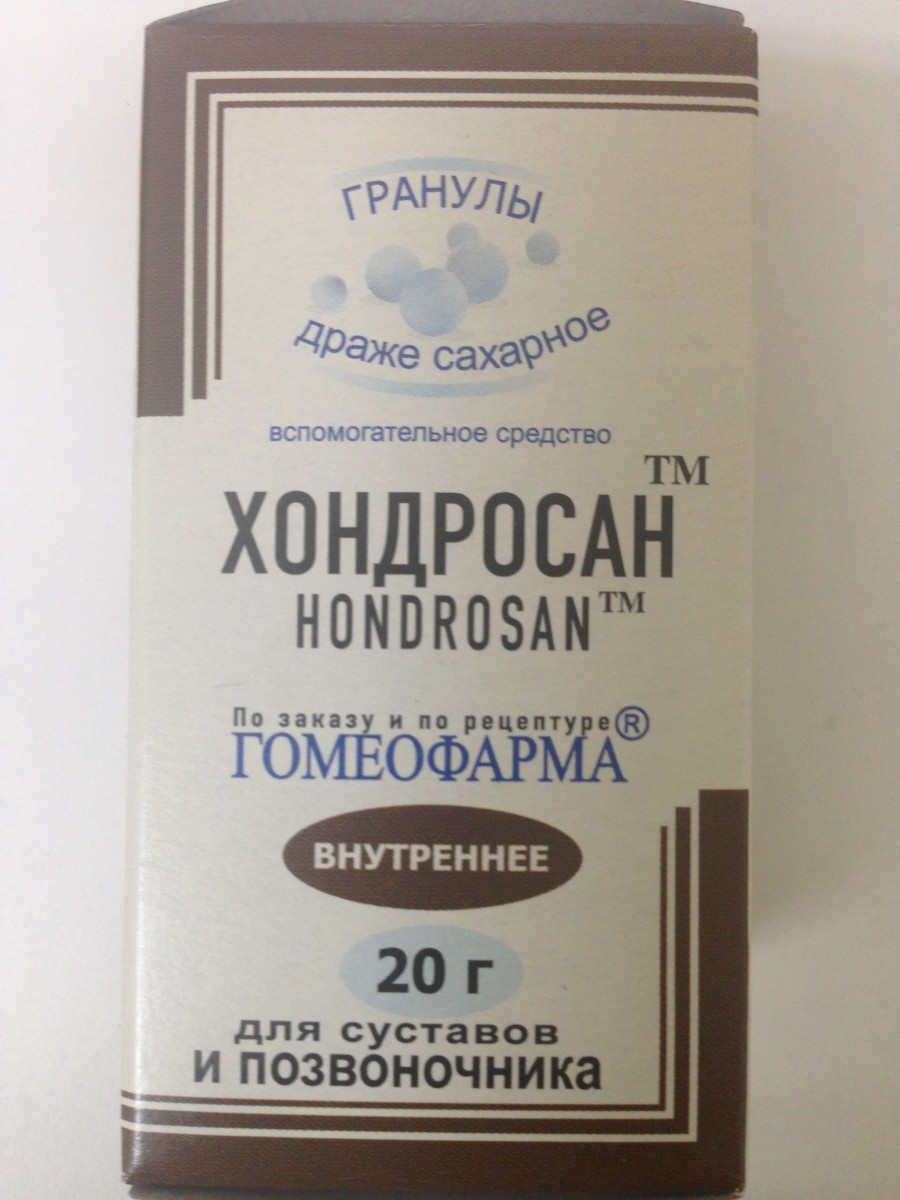 ГРАНУЛЫ
драже сахарное
вспомогательное средство
ХОНДРОСАН™
HONDROSAN™
По заказу и по рецептуре
ГОМЕОФАРМА®
ВНУТРЕННЕЕ
20 г
для суставов
и позвоночника